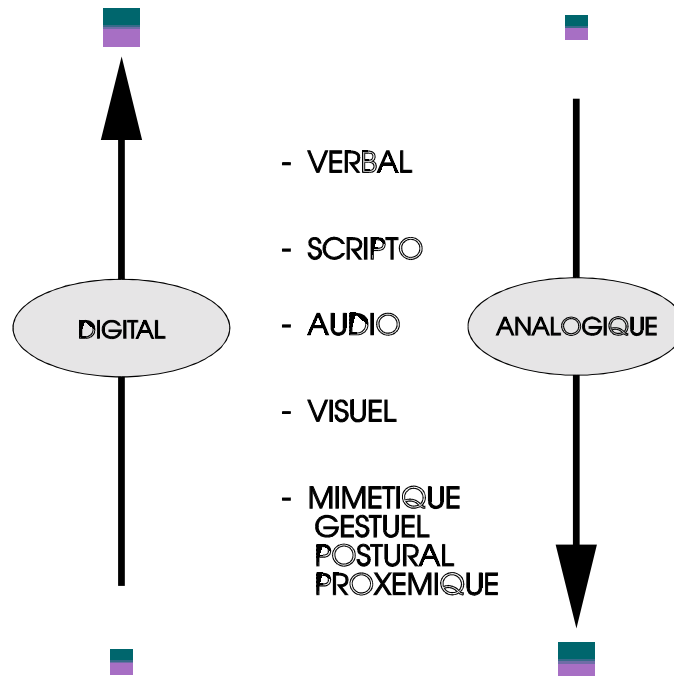 - VERBAL
- SCRIPTO
DIGITAL
- AUDIO
ANALOGIQUE
- VISUEL
- MIMETIQUE
GESTUEL
POSTURAL
PROXEMIQUE